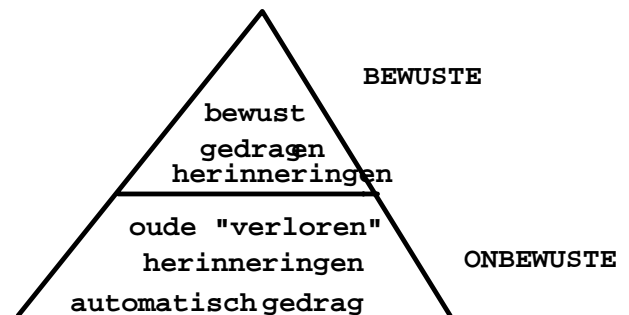 BEWUSTE
bewust
gedrag en
herinneringen
oude "verloren"
herinneringen
ONBEWUSTE
automatisch gedrag